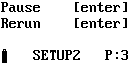 Pause [enter]
Rerun [enter]
SETUP2 P:3